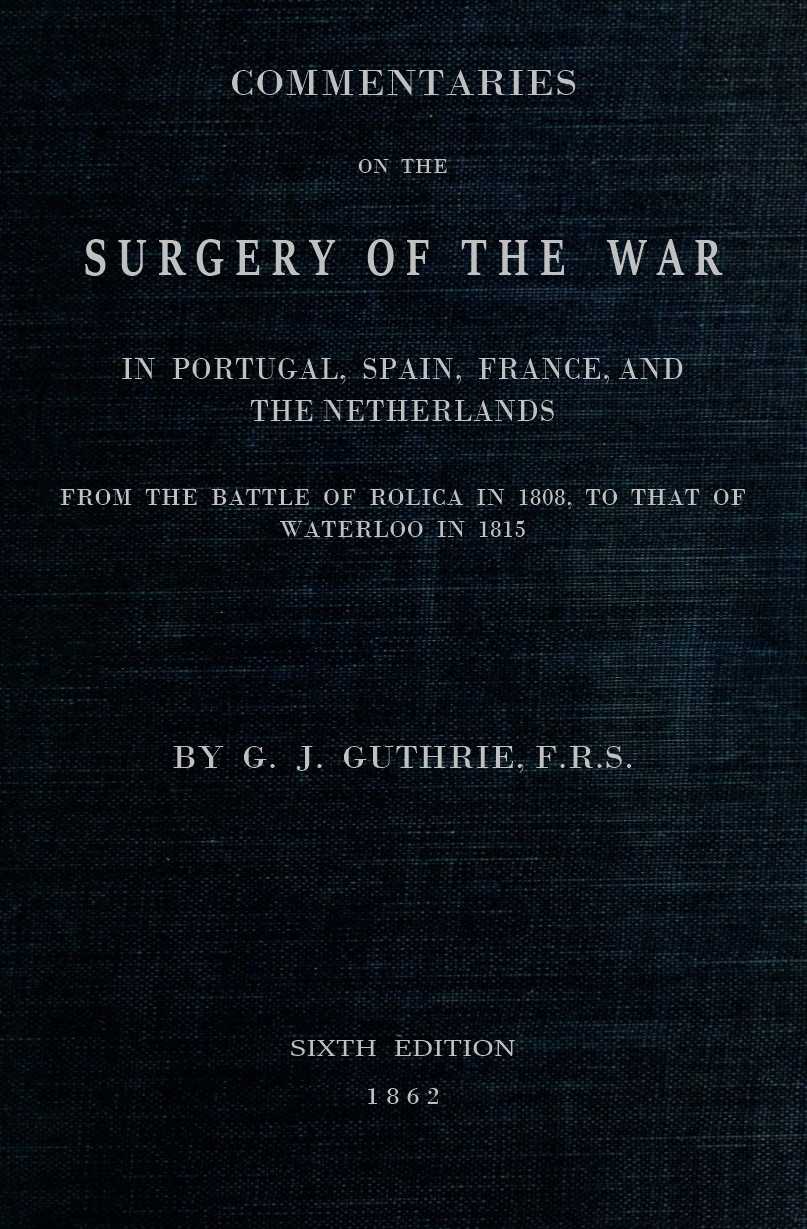 COMMENTARIES
ON THE
SURGERY OF THE WAR
IN PORTUGAL, SPAIN, FRANCE, AND
THE NETHERLANDS
FROM THE BATTLE OF ROLICA IN 1808, TO THAT OF
WATERLOO IN 1815
BY G. J. GUTHRIE, F.R.S.
SIXTH EDITION
1862